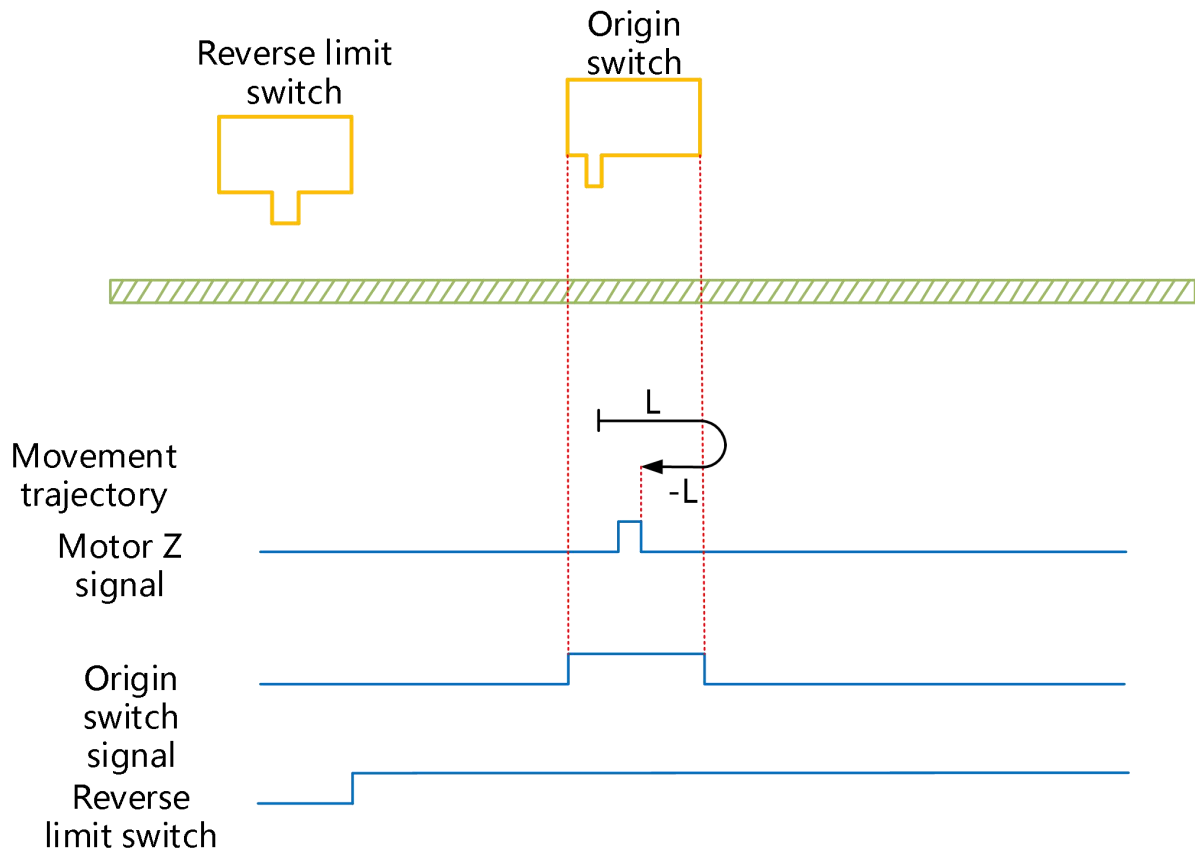 Reverse limit
switch
Origin
switch
L
Movement
trajectory
-L
Motor Z
signal
Origin
switch
signal
Reverse
limit switch